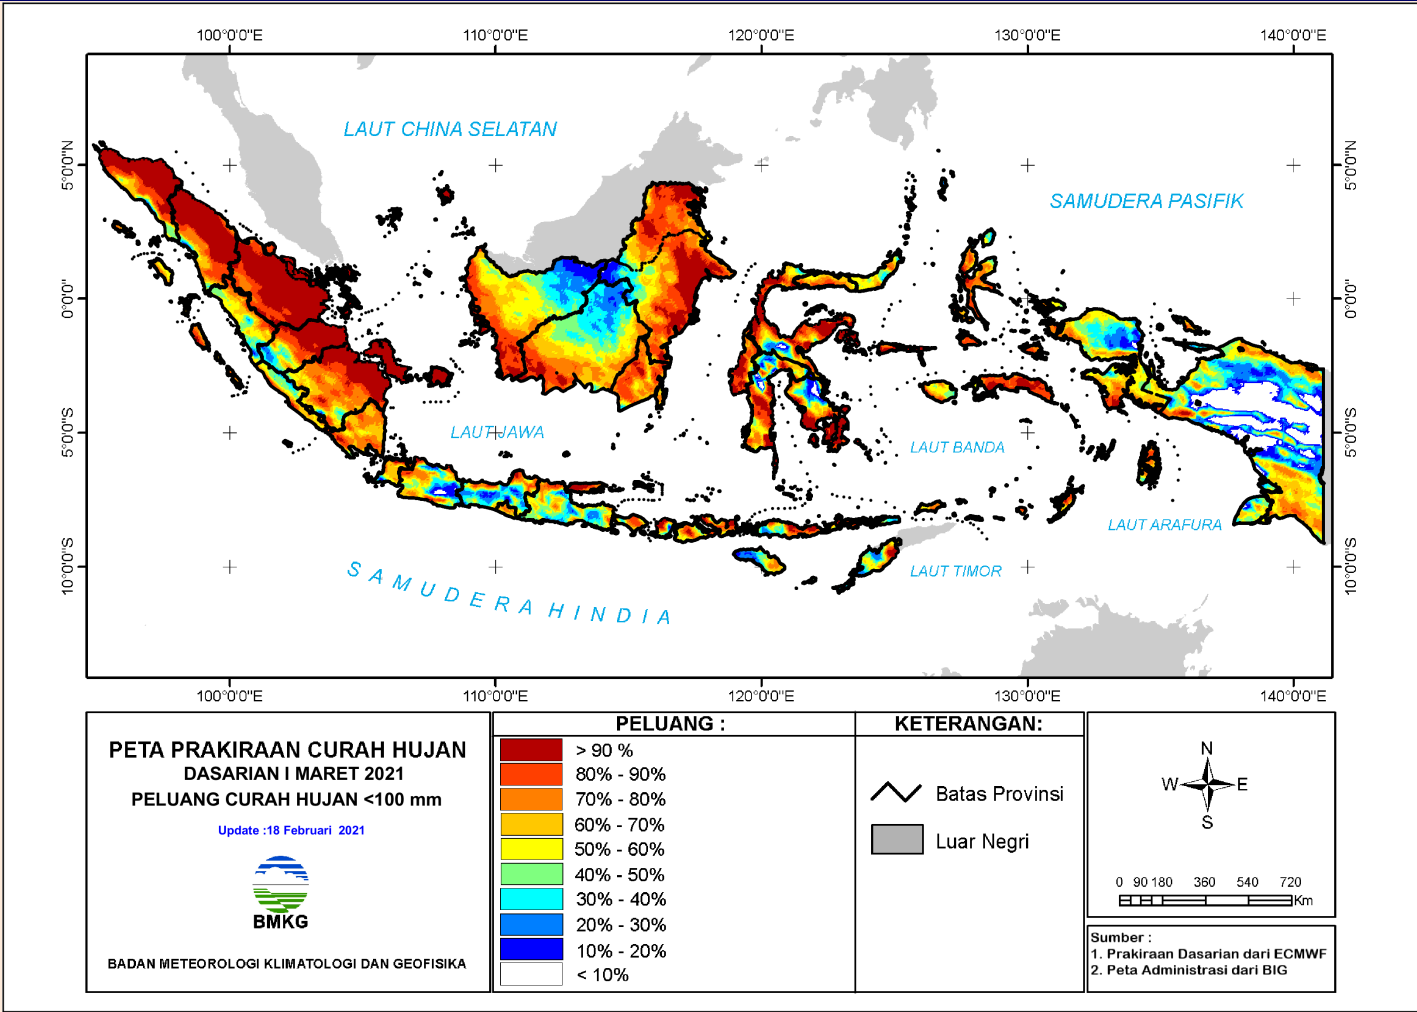 100°0'0"E 110°0'0"E 120°0'0"E 130°0'0"E 140°0'0"E
LAUT CHINA SELATAN
5°0'0"N 5°0'0"N
SAMUDERA PASIFIK
0°0'0" 0°0'0"
5°0'0"S LAUT JAWA 5°0'0"S
LAUT BANDA
LAUT ARAFURA
10°0'0"S LAUT TIMOR 10°0'0"S
SAMUDERA HINDIA
100°0'0"E 110°0'0"E 120°0'0"E 130°0'0"E 140°0'0"E
PETA PRAKIRAAN CURAH HUJAN
DASARIAN I MARET 2021
PELUANG CURAH HUJAN <100 mm
Update :18 Februari 2021
BMKG
BADAN METEOROLOGI KLIMATOLOGI DAN GEOFISIKA
PELUANG :
> 90 %
80% - 90%
70% - 80%
60% - 70%
50% - 60%
40% - 50%
30% - 40%
20% - 30%
10% - 20%
< 10%
KETERANGAN:
Batas Provinsi
Luar Negri
N
W E
S
0 90 180 360 540 720
Km
Sumber :
1. Prakiraan Dasarian dari ECMWF
2. Peta Administrasi dari BIG